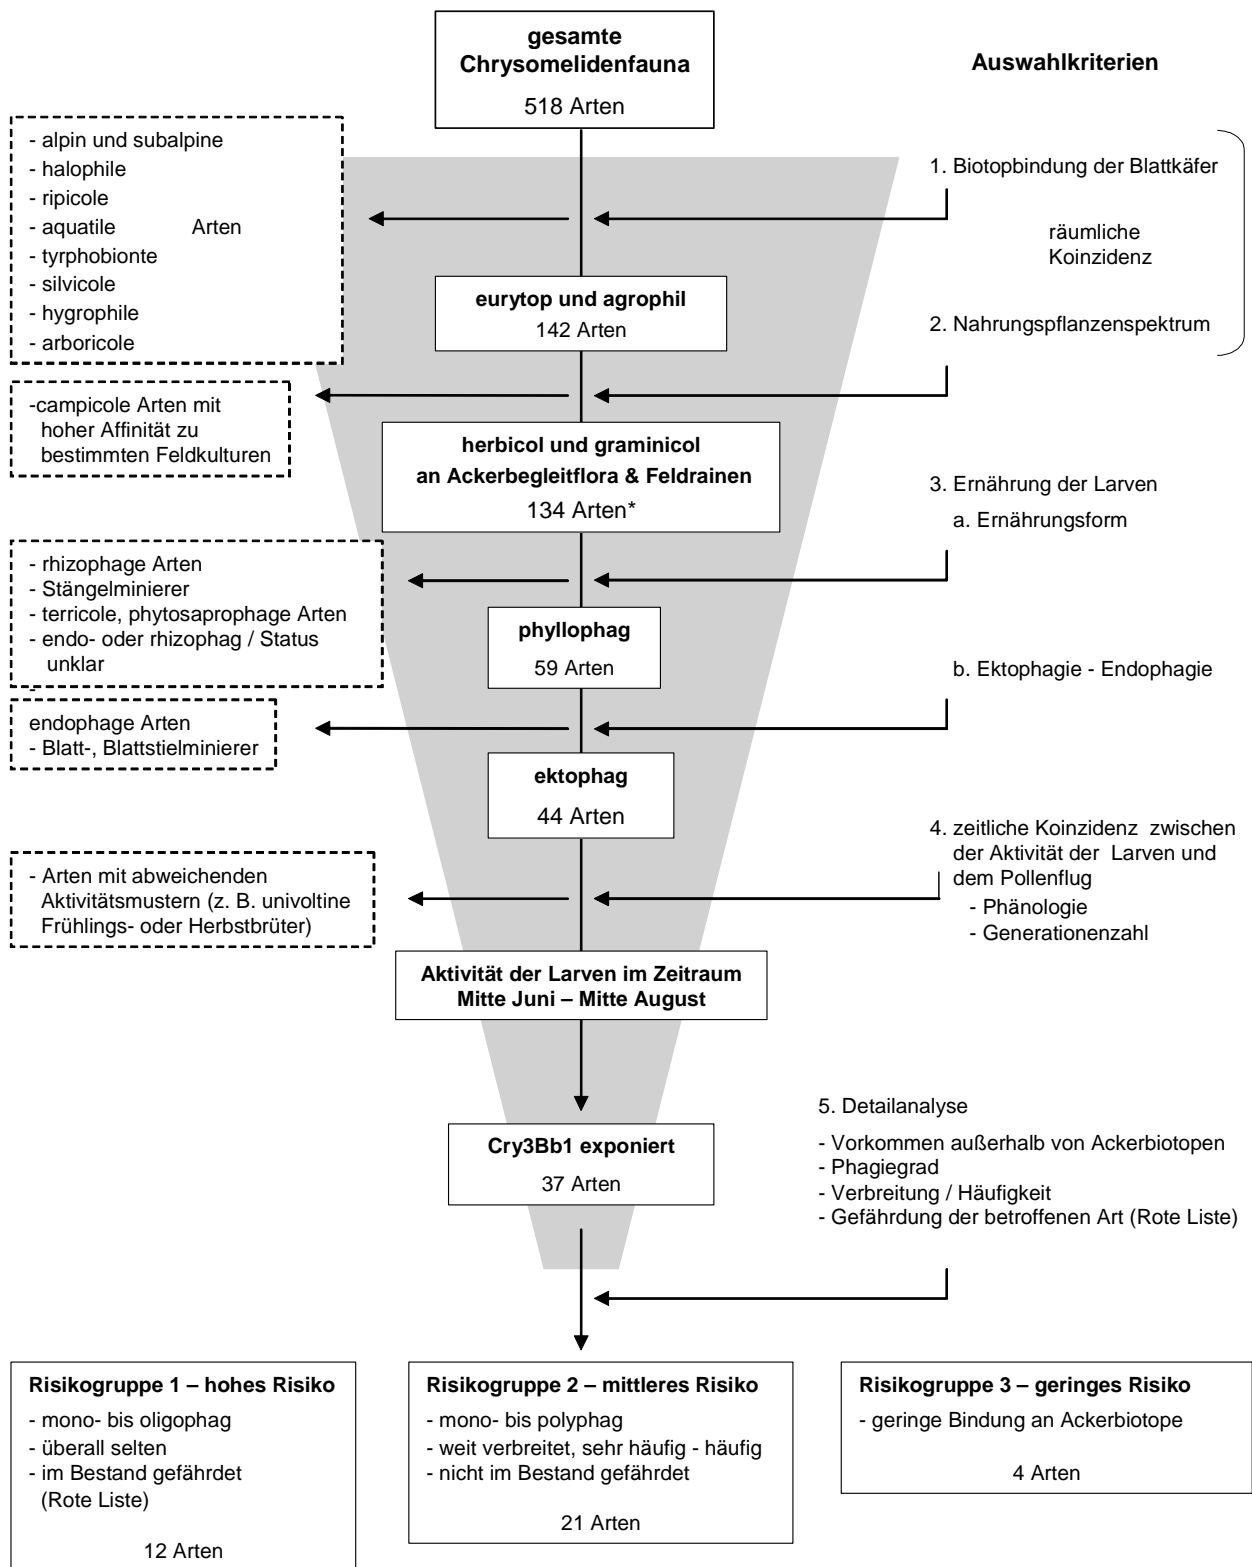 gesamte
Chrysomelidenfauna
518 Arten
Auswahlkriterien
- alpin und subalpine
- halophile
- ripicole
- aquatile Arten
- tyrphobionte
- silvicole
- hygrophile
- arboricole
1. Biotopbindung der Blattkäfer
räumliche
Koinzidenz
eurytop und agrophil
142 Arten
2. Nahrungspflanzenspektrum
-campicole Arten mit
hoher Affinität zu
bestimmten Feldkulturen
herbicol und graminicol
an Ackerbegleitflora & Feldrainen
134 Arten*
3. Ernährung der Larven
a. Ernährungsform
- rhizophage Arten
- Stängelminierer
- terricole, phytosaprophage Arten
- endo- oder rhizophag / Status
unklar
-
phyllophag
59 Arten
b. Ektophagie - Endophagie
endophage Arten
- Blatt-, Blattstielminierer
ektophag
44 Arten
4. zeitliche Koinzidenz zwischen
der Aktivität der Larven und
dem Pollenflug
- Phänologie
- Generationenzahl
- Arten mit abweichenden
Aktivitätsmustern (z. B. univoltine
Frühlings- oder Herbstbrüter)
Aktivität der Larven im Zeitraum
Mitte Juni – Mitte August
Cry3Bb1 exponiert
37 Arten
5. Detailanalyse
- Vorkommen außerhalb von Ackerbiotopen
- Phagiegrad
- Verbreitung / Häufigkeit
- Gefährdung der betroffenen Art (Rote Liste)
Risikogruppe 1 – hohes Risiko
- mono- bis oligophag
- überall selten
- im Bestand gefährdet
(Rote Liste)
12 Arten
Risikogruppe 2 – mittleres Risiko
- mono- bis polyphag
- weit verbreitet, sehr häufig - häufig
- nicht im Bestand gefährdet
21 Arten
Risikogruppe 3 – geringes Risiko
- geringe Bindung an Ackerbiotope
4 Arten